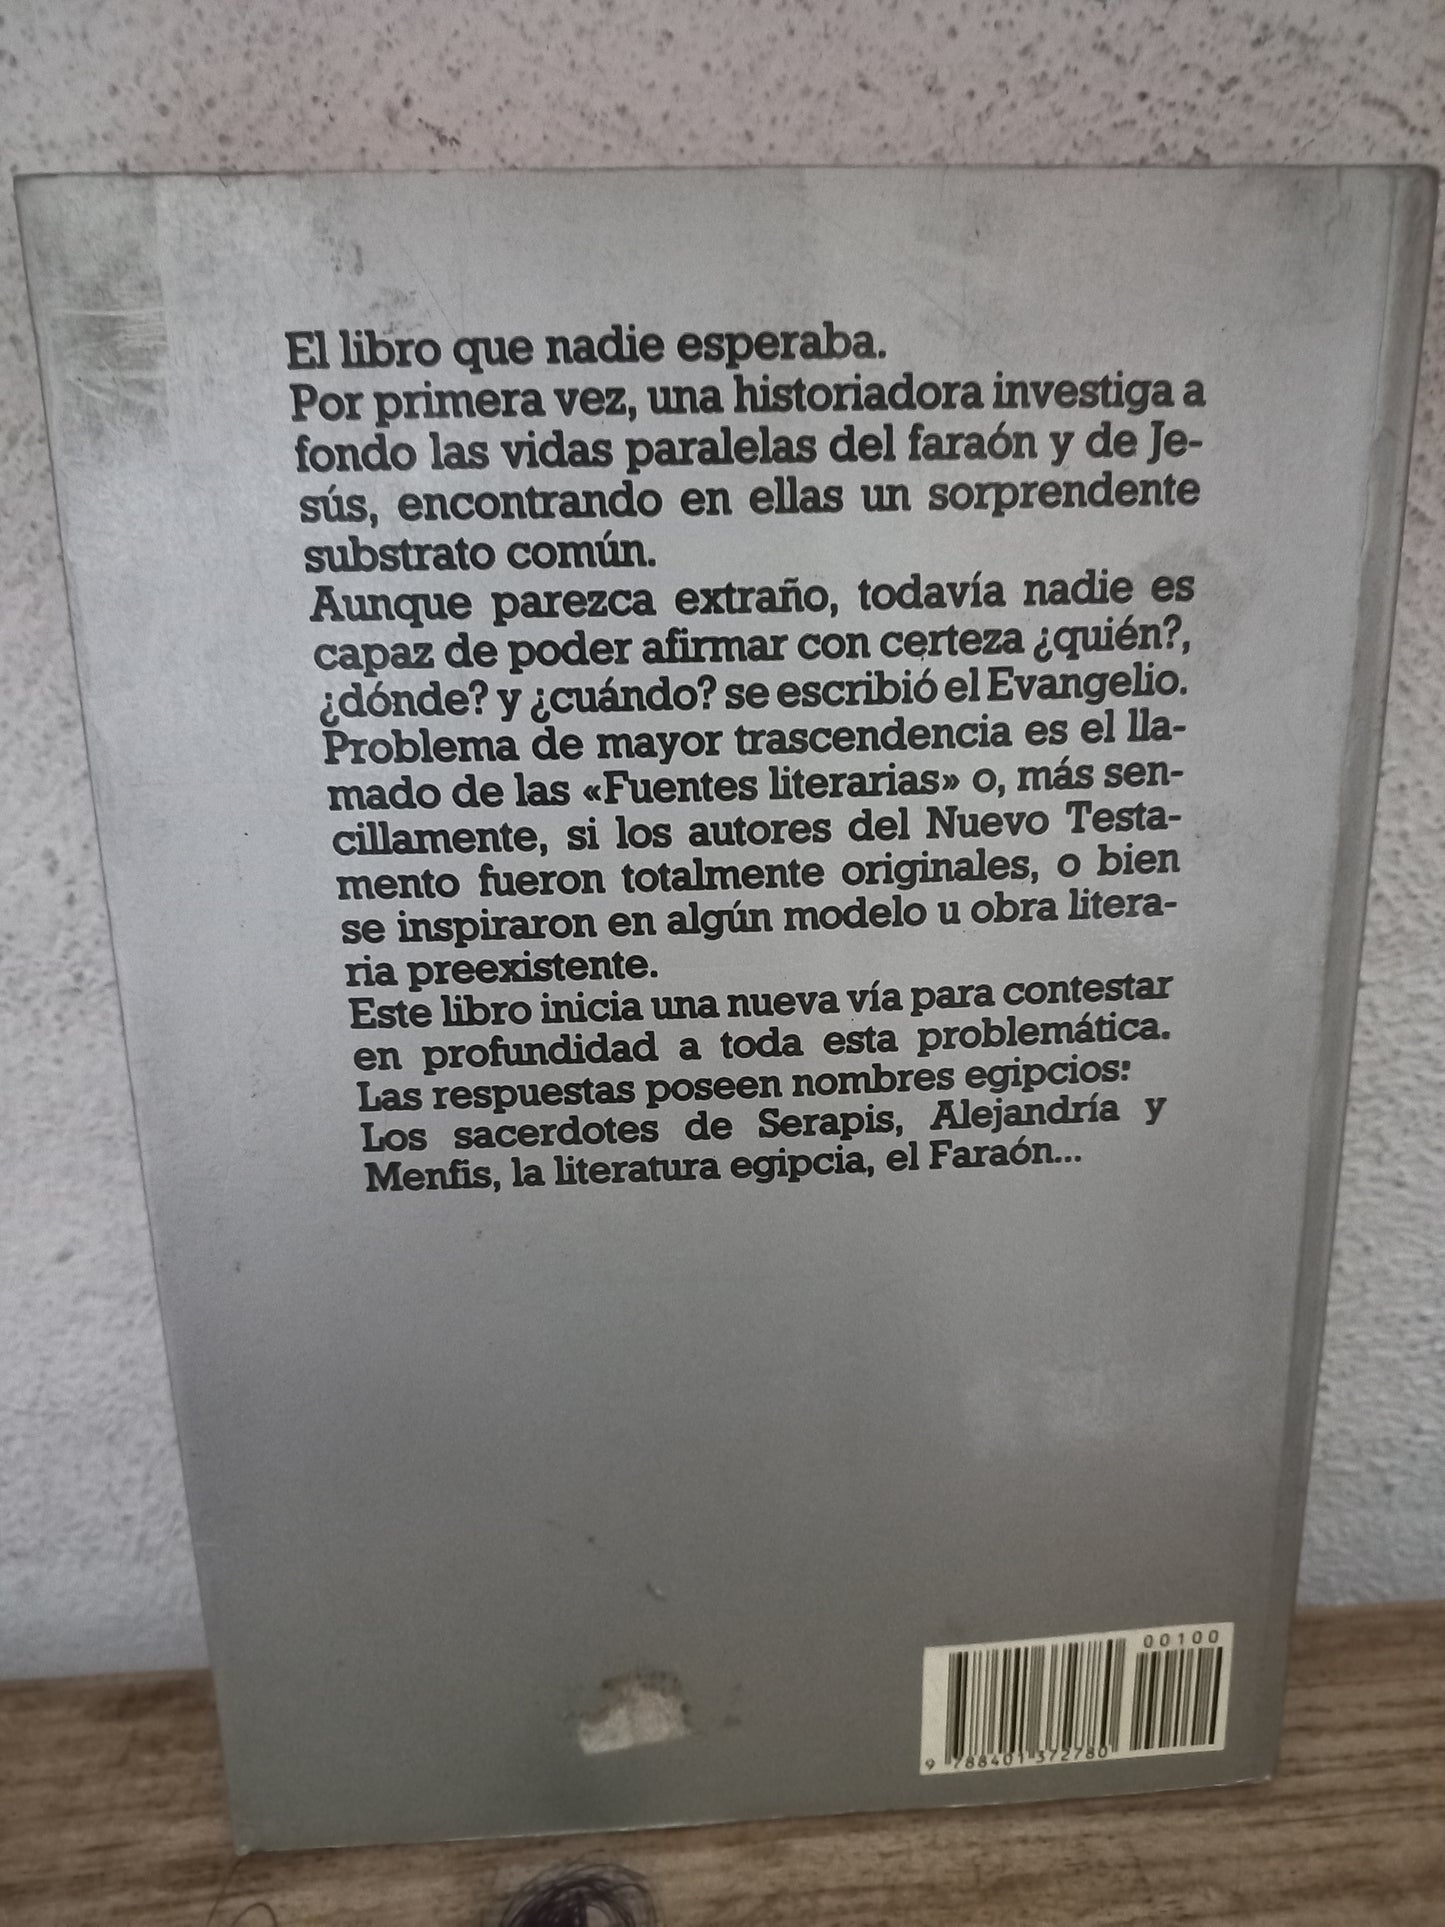 El libro que nadie esperaba.
Por primera vez, una historiadora investiga a
fondo las vidas paralelas del faraón y de Je-
sús, encontrando en ellas un sorprendente
substrato común.
Aunque parezca extraño, todavía nadie es
capaz de poder afirmar con certeza ¿quién?,
¿dónde? y ¿cuándo? se escribió el Evangelio.
Problema de mayor trascendencia es el lla-
mado de las «Fuentes literarias» o, más sen-
cillamente, si los autores del Nuevo Testa-
mento fueron totalmente originales, o bien
se inspiraron en algún modelo u obra litera-
ria preexistente.
Este libro inicia una nueva vía para contestar
en profundidad a toda esta problemática.
Las respuestas poseen nombres egipcios:
Los sacerdotes de Serapis, Alejandría y
Menfis, la literatura egipcia, el Faraón...
00100
9 788401 372780